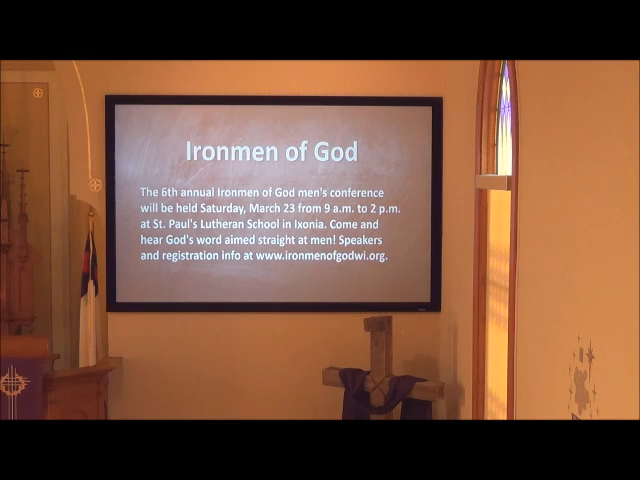 Ironmen of God
The 6th annual Ironmen of God men's conference
will be held Saturday, March 23 from 9 a.m. to 2 p.m.
at St. Paul's Lutheran School in Ixonia. Come and
hear God's word aimed straight at men! Speakers
and registration info at www.ironmenofgodwi.org.